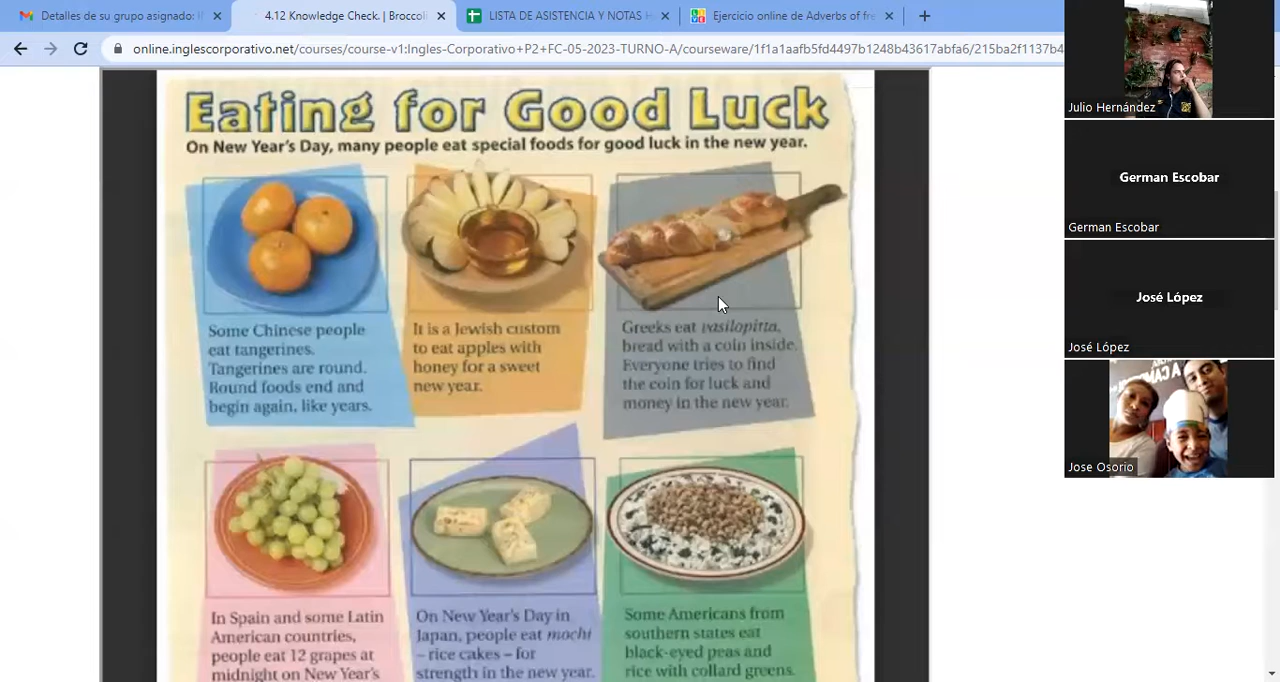 Detalles de su grupo asignado: I
4.12 Knowledge Check. | Broccoli
LISTA DE ASISTENCIA Y NOTAS H
Ejercicio online de Adverbs of fre
online.inglescorporativo.net/courses/course-v1:Ingles-Corporativo+P2+FC-05-2023-TURNO-A/courseware/1f1a1aafb5fd4497b1248b43617abfa6/215ba2f1137b4
Eating for Good Luck
On New Year's Day, many people eat special foods for good luck in the new year.
Some Chinese people
eat tangerines.
Tangerines are round.
Round foods end and
begin again, like years.
It is a Jewish custom
to eat apples with
honey for a sweet
new year.
Greeks eat vasilopitta,
bread with a coin inside.
Everyone tries to find
the coin for luck and
money in the new year.
In Spain and some Latin
American countries,
people eat 12 grapes at
midnight on New Year's
On New Year's Day in
Japan, people eat mochi
– rice cakes – for
strength in the new year.
Some Americans from
southern states eat
black-eyed peas and
rice with collard greens.
Julio Hernández
German Escobar
German Escobar
José López
José López
A CAM
Jose Osorio